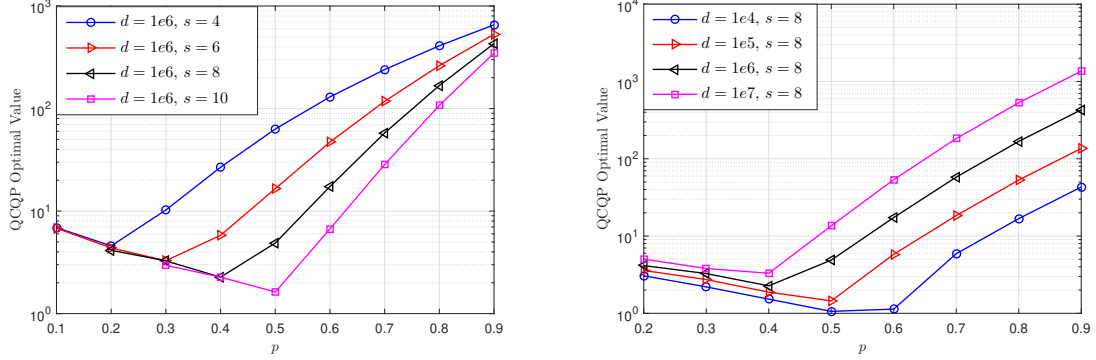 QCQP Optimal Value
10^3
10^2
10^1
10^0
d = 1e6, s = 4
d = 1e6, s = 6
d = 1e6, s = 8
d = 1e6, s = 10
0.1 0.2 0.3 0.4 0.5 0.6 0.7 0.8 0.9
p
QCQP Optimal Value
10^4
10^3
10^2
10^1
10^0
d = 1e4, s = 8
d = 1e5, s = 8
d = 1e6, s = 8
d = 1e7, s = 8
0.2 0.3 0.4 0.5 0.6 0.7 0.8 0.9
p